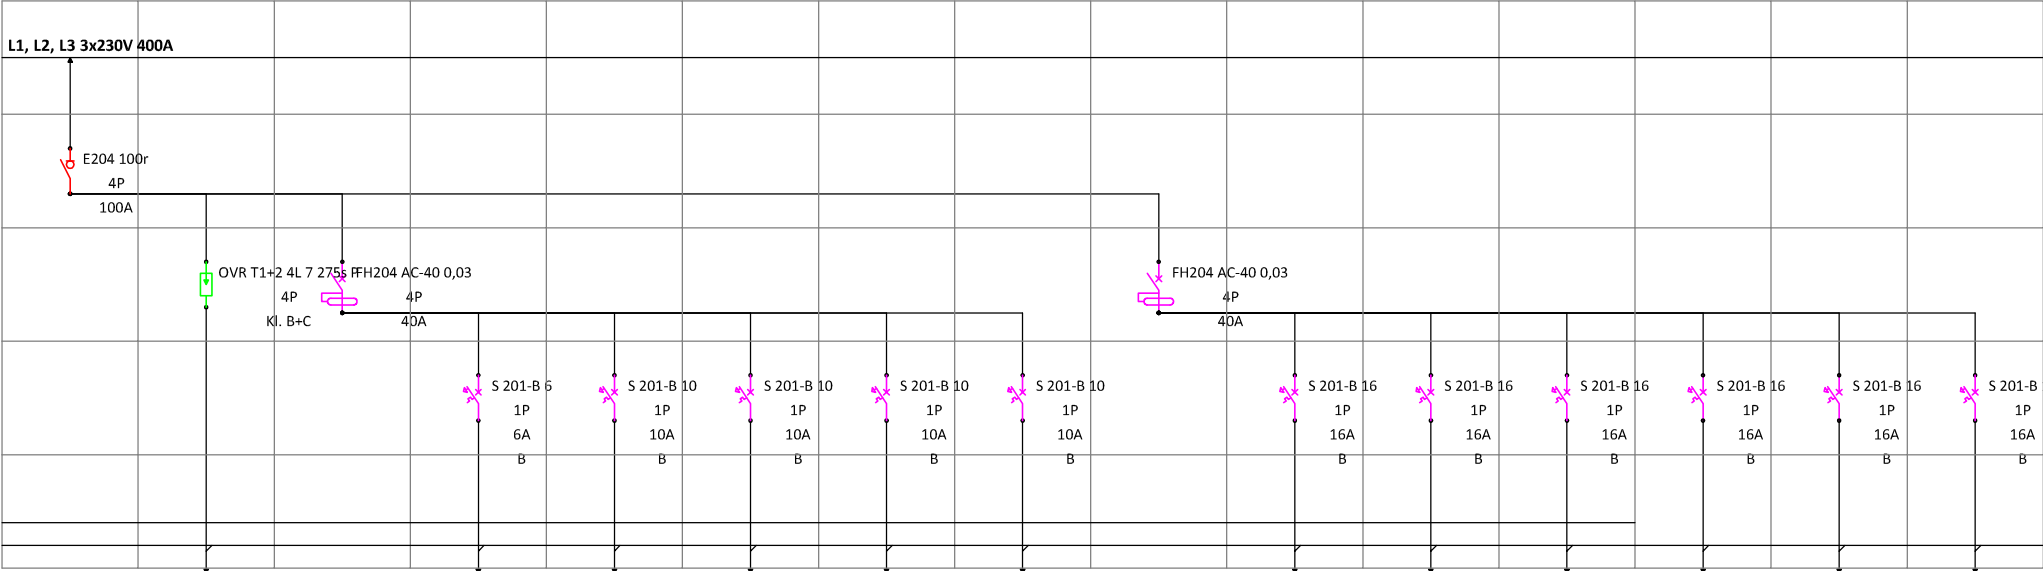 L1, L2, L3 3x230V 400A
E204 100r
4P
100A
OVR T1+2 4L 7 275s P
4P
Kl. B+C
FH204 AC-40 0,03
4P
40A
FH204 AC-40 0,03
4P
40A
S 201-B 6
1P
6A
B
S 201-B 10
1P
10A
B
S 201-B 10
1P
10A
B
S 201-B 10
1P
10A
B
S 201-B 10
1P
10A
B
S 201-B 16
1P
16A
B
S 201-B 16
1P
16A
B
S 201-B 16
1P
16A
B
S 201-B 16
1P
16A
B
S 201-B 16
1P
16A
B
S 201-B
1P
16A
B